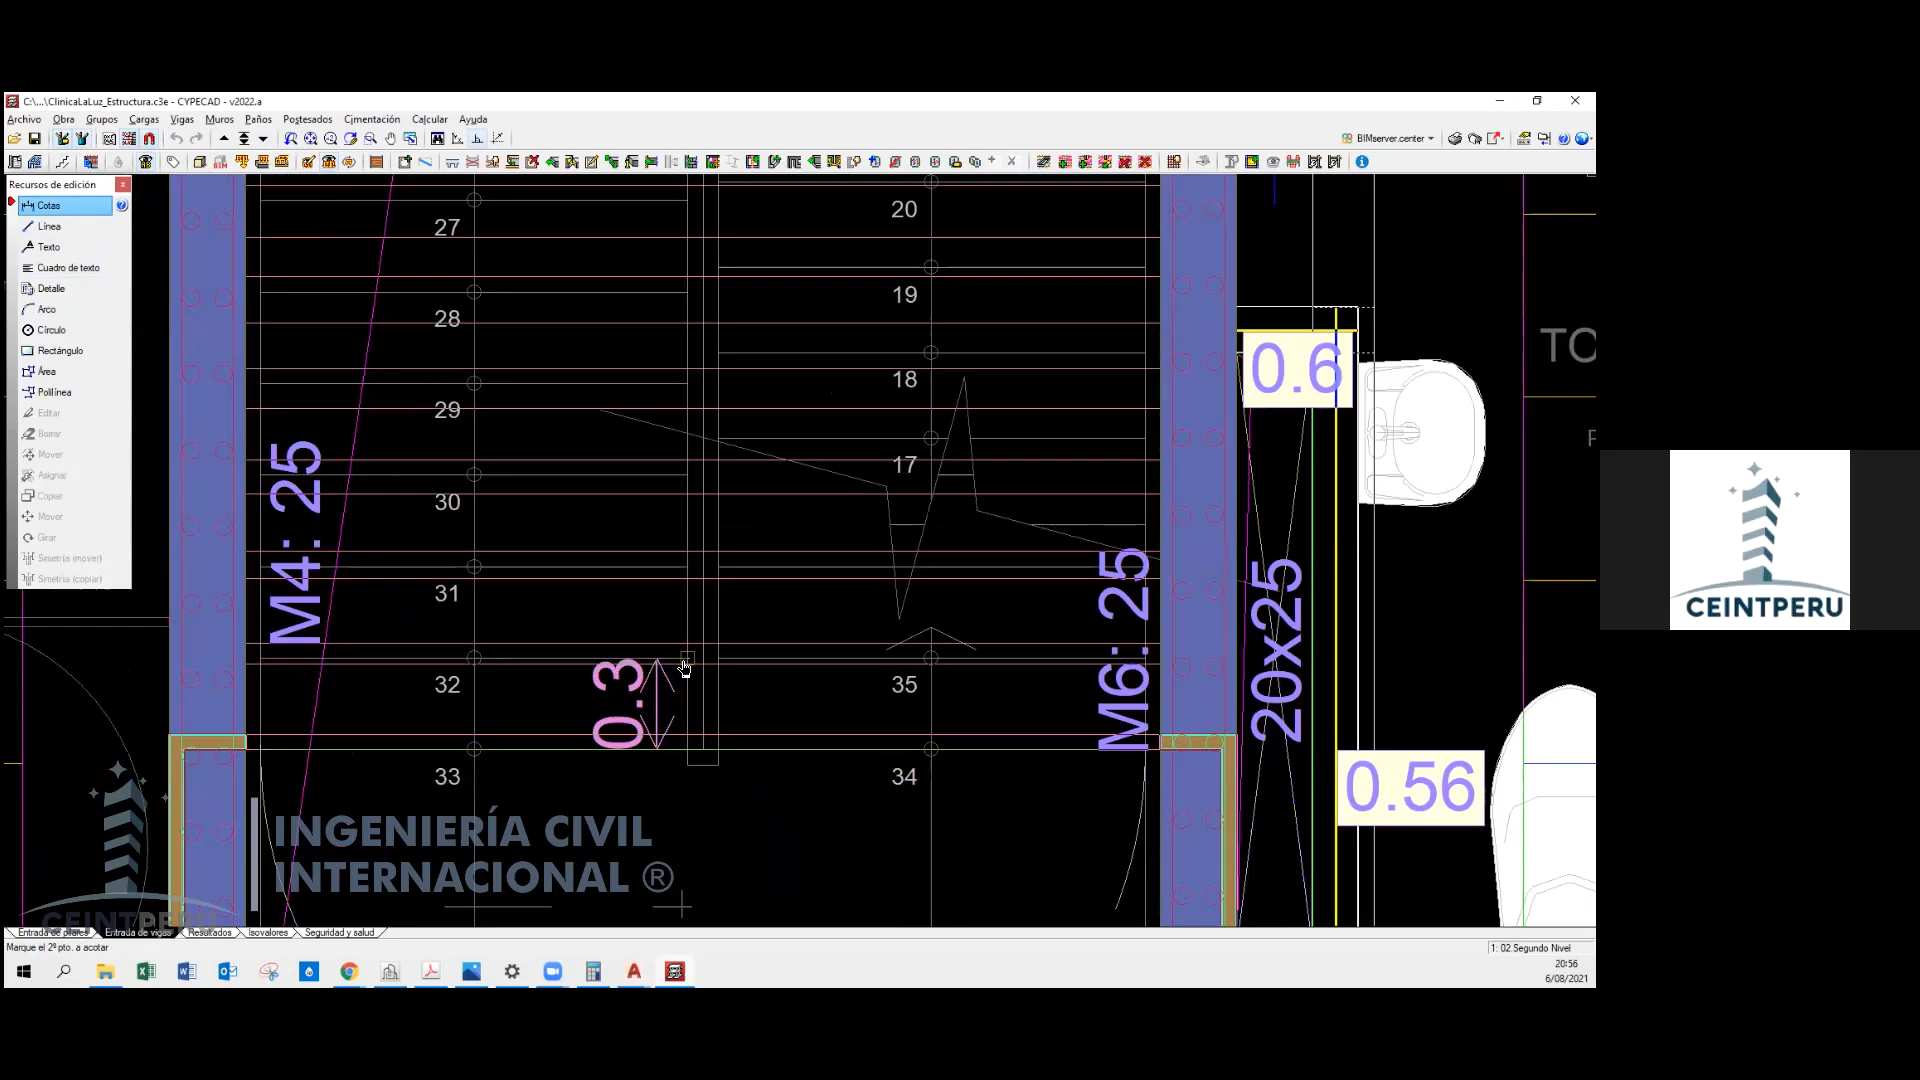 C:\...\ClinicaLaLuz_Estructura.c3e - CYPECAD - v2022.a
Archivo Obra Grupos Cargas Vigas Muros Paños Postesados Cimentación Calcular Ayuda
BIMserver.center
Recursos de edición
Cotas
Línea
Texto
Cuadro de texto
Detalle
Arco
Círculo
Rectángulo
Área
Polilínea
Editar
Borrar
Mover
Asignar
Copiar
Mover
Girar
Simetría (mover)
Simetría (copiar)
27
28
29
30
31
32
33
20
19
18
17
35
34
M4: 25
0.3
M6: 25
20x25
0.6
0.56
TO
CEINTPERU
INGENIERÍA CIVIL
INTERNACIONAL ®
CEINTPERU
Entrada de pilares Entrada de vigas Resultados Isovalores Seguridad y salud
Marque el 2º pto. a acotar
1: 02.Segundo Nivel
20:56
6/08/2021